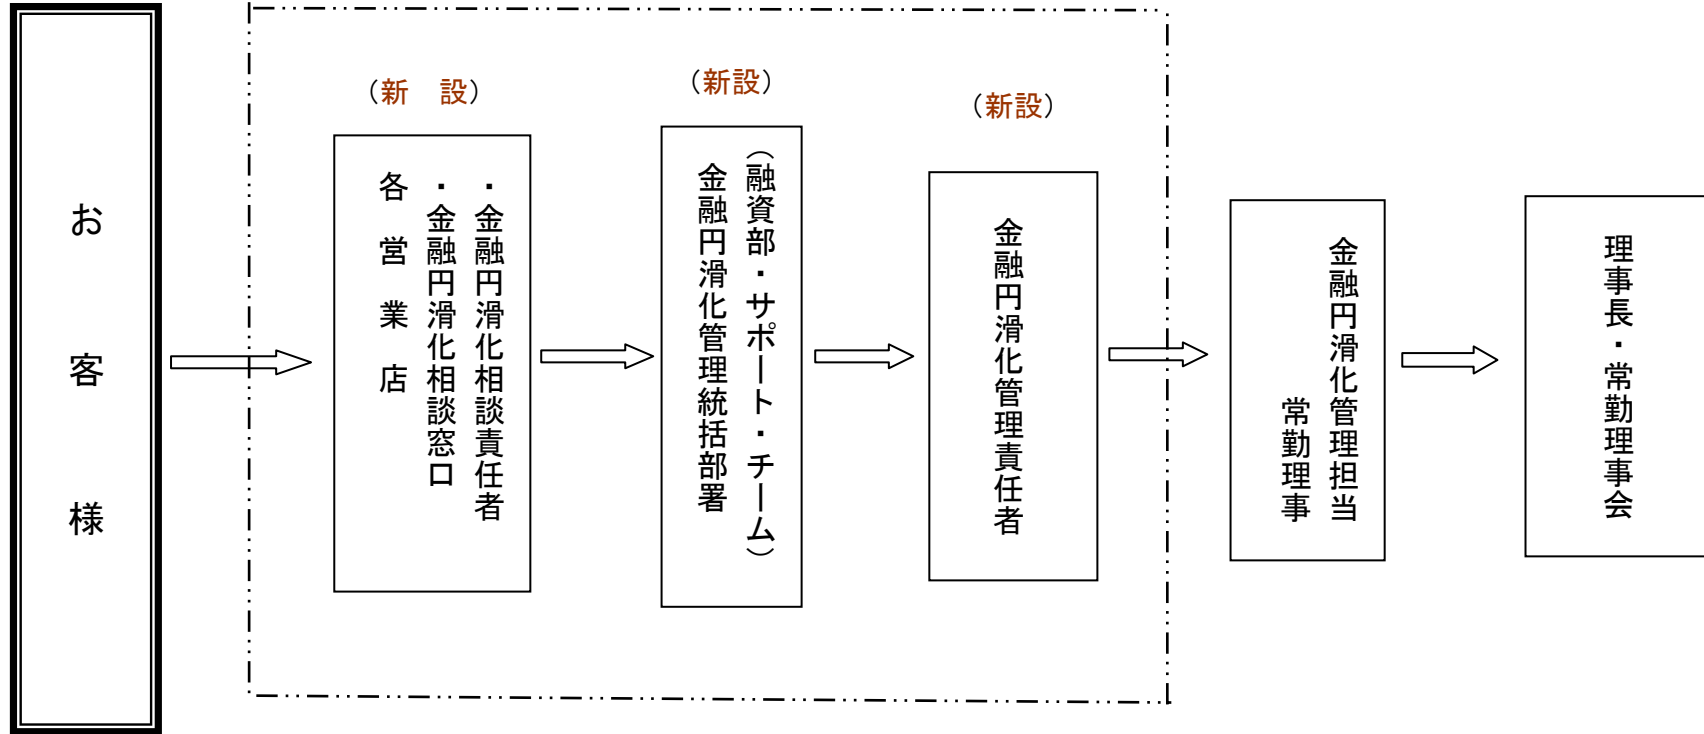 お客様
（新　設）
・金融円滑化相談責任者
・金融円滑化相談窓口
各営業店
（新設）
（融資部・サポート・チーム）
金融円滑化管理統括部署
（新設）
金融円滑化管理責任者
金融円滑化管理担当
常勤理事
理事長・常勤理事会